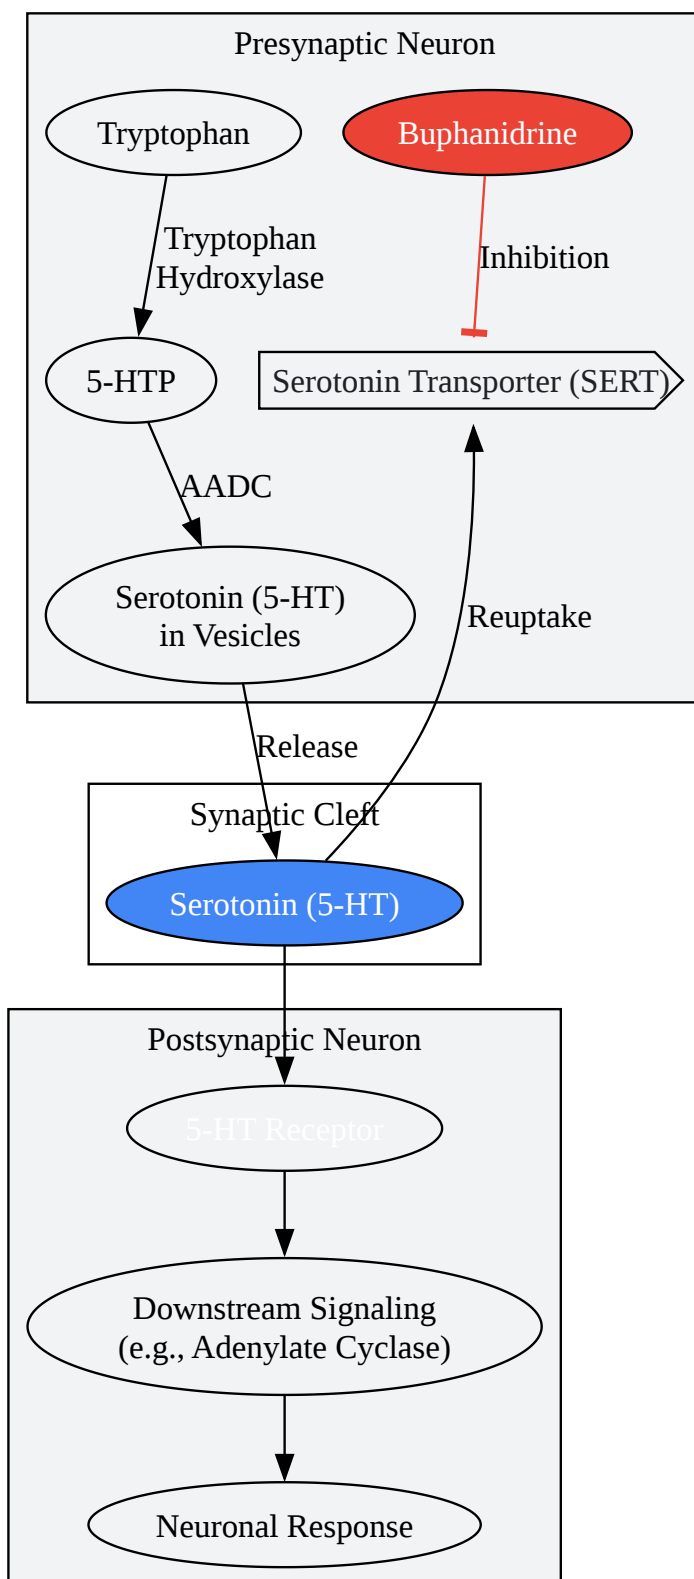 Presynaptic Neuron
Tryptophan
Buphanidrine
Tryptophan
Hydroxylase
Inhibition
5-HTP
Serotonin Transporter (SERT)
AADC
Serotonin (5-HT)
in Vesicles
Reuptake
Release
Synaptic Cleft
Serotonin (5-HT)
Postsynaptic Neuron
5-HT Receptor
Downstream Signaling
(e.g., Adenylate Cyclase)
Neuronal Response